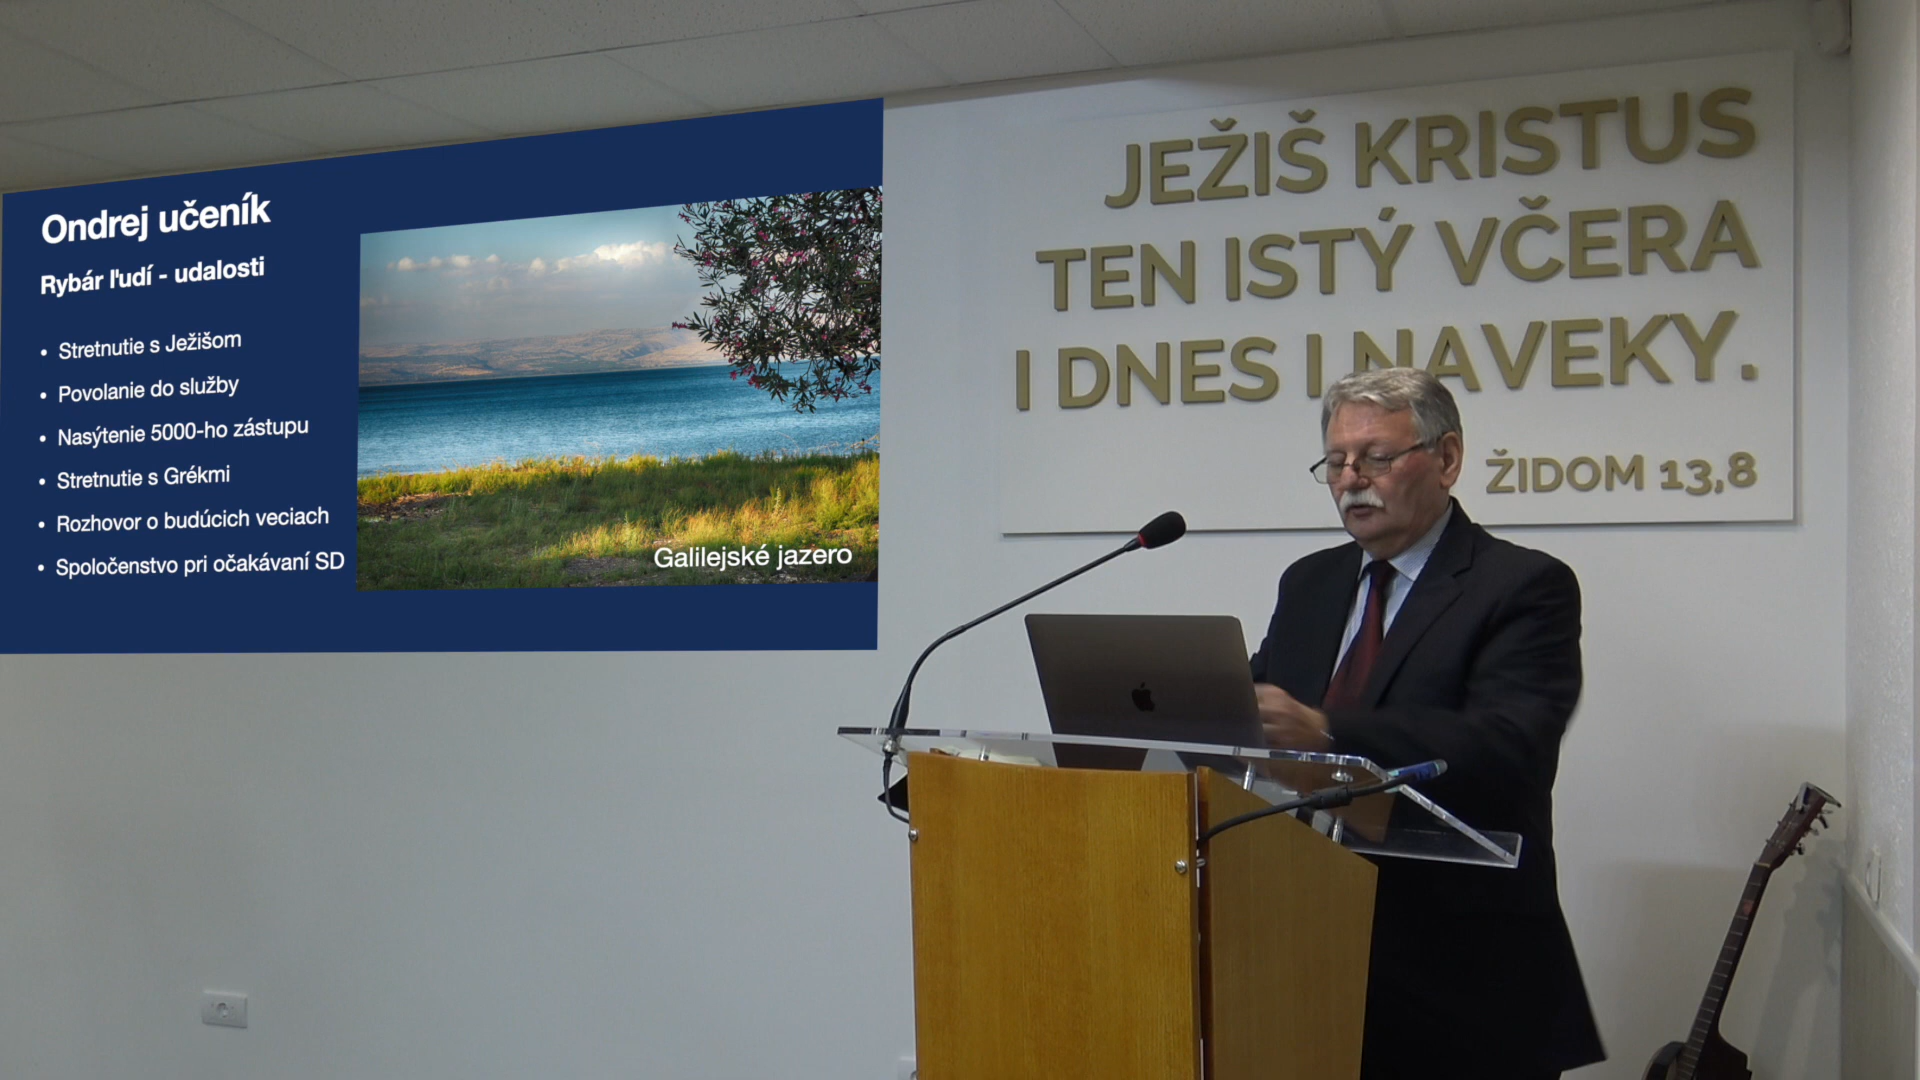 Ondrej učeník
Rybár ľudí - udalosti
• Stretnutie s Ježišom
• Povolanie do služby
• Nasýtenie 5000-ho zástupu
• Stretnutie s Grékmi
• Rozhovor o budúcich veciach
• Spoločenstvo pri očakávaní SD
Galilejské jazero
JEŽIŠ KRISTUS
TEN ISTÝ VČERA
I DNES I NAVEKY.
ŽIDOM 13,8